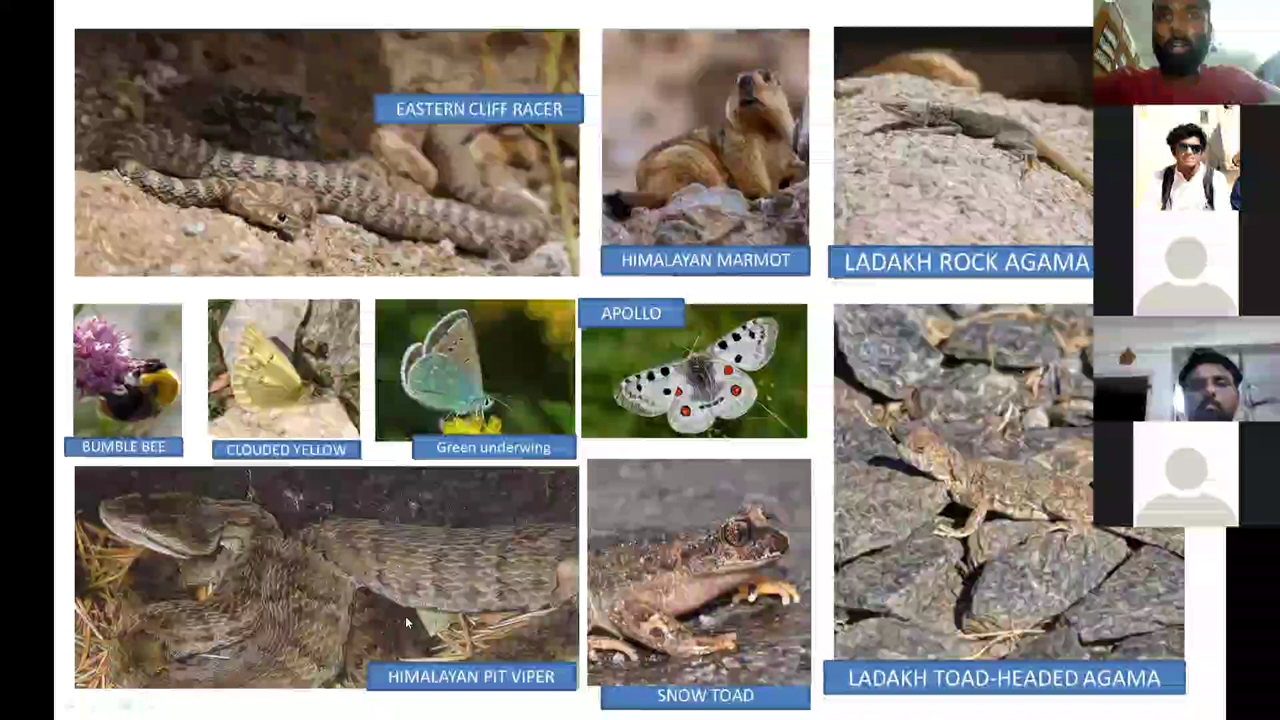 EASTERN CLIFF RACER
HIMALAYAN MARMOT
LADAKH ROCK AGAMA
APOLLO
BUMBLE BEE
CLOUDED YELLOW
Green underwing
HIMALAYAN PIT VIPER
SNOW TOAD
LADAKH TOAD-HEADED AGAMA